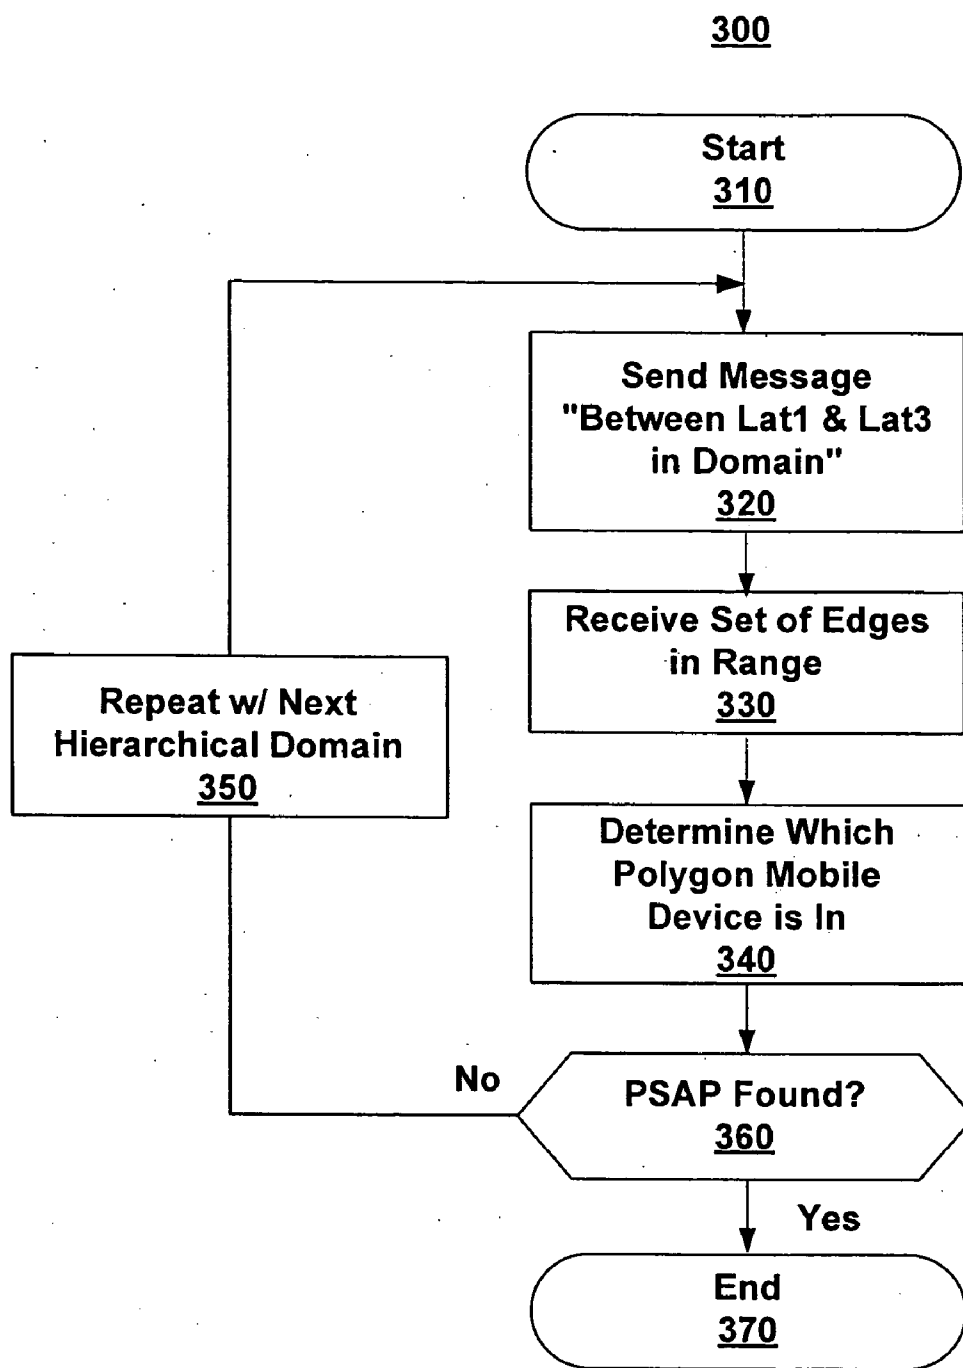 300
Start
310
Send Message
"Between Lat1 & Lat3
in Domain"
320
Receive Set of Edges
in Range
330
Repeat w/ Next
Hierarchical Domain
350
Determine Which
Polygon Mobile
Device is In
340
No
PSAP Found?
360
Yes
End
370